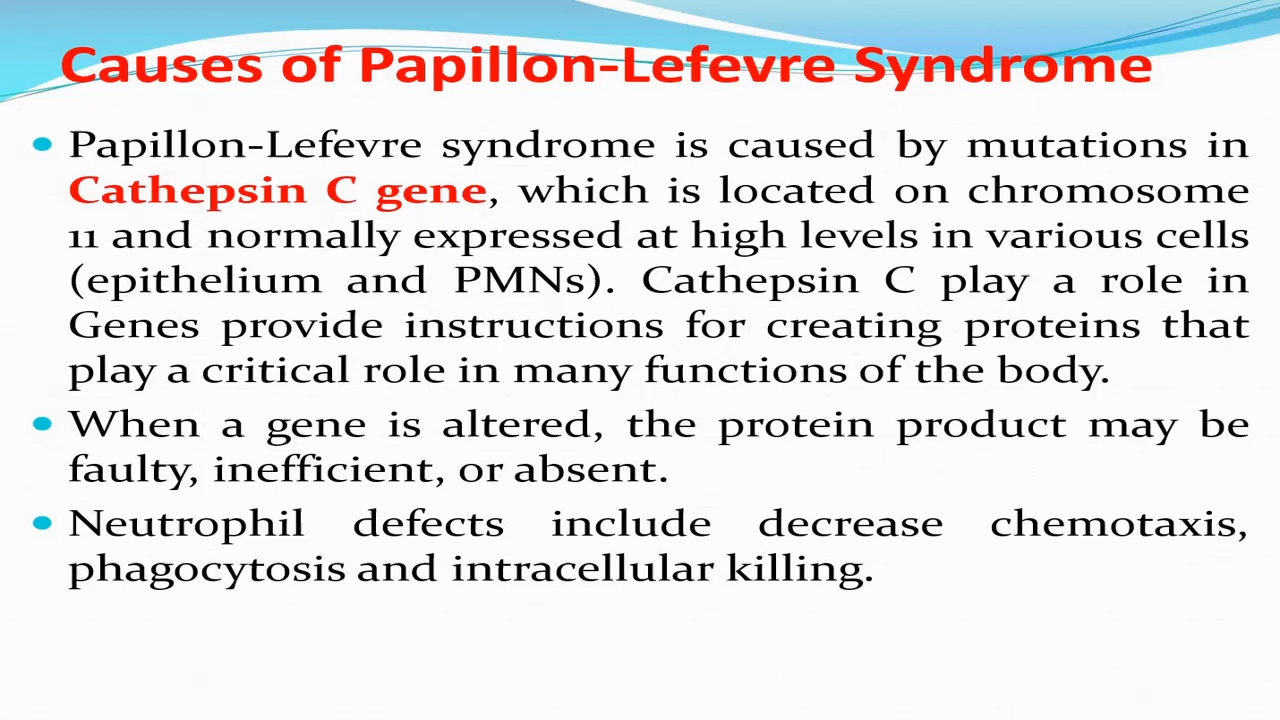 Causes of Papillon-Lefevre Syndrome
• Papillon-Lefevre syndrome is caused by mutations in
Cathepsin C gene, which is located on chromosome
11 and normally expressed at high levels in various cells
(epithelium and PMNs). Cathepsin C play a role in
Genes provide instructions for creating proteins that
play a critical role in many functions of the body.
• When a gene is altered, the protein product may be
faulty, inefficient, or absent.
• Neutrophil defects include decrease chemotaxis,
phagocytosis and intracellular killing.